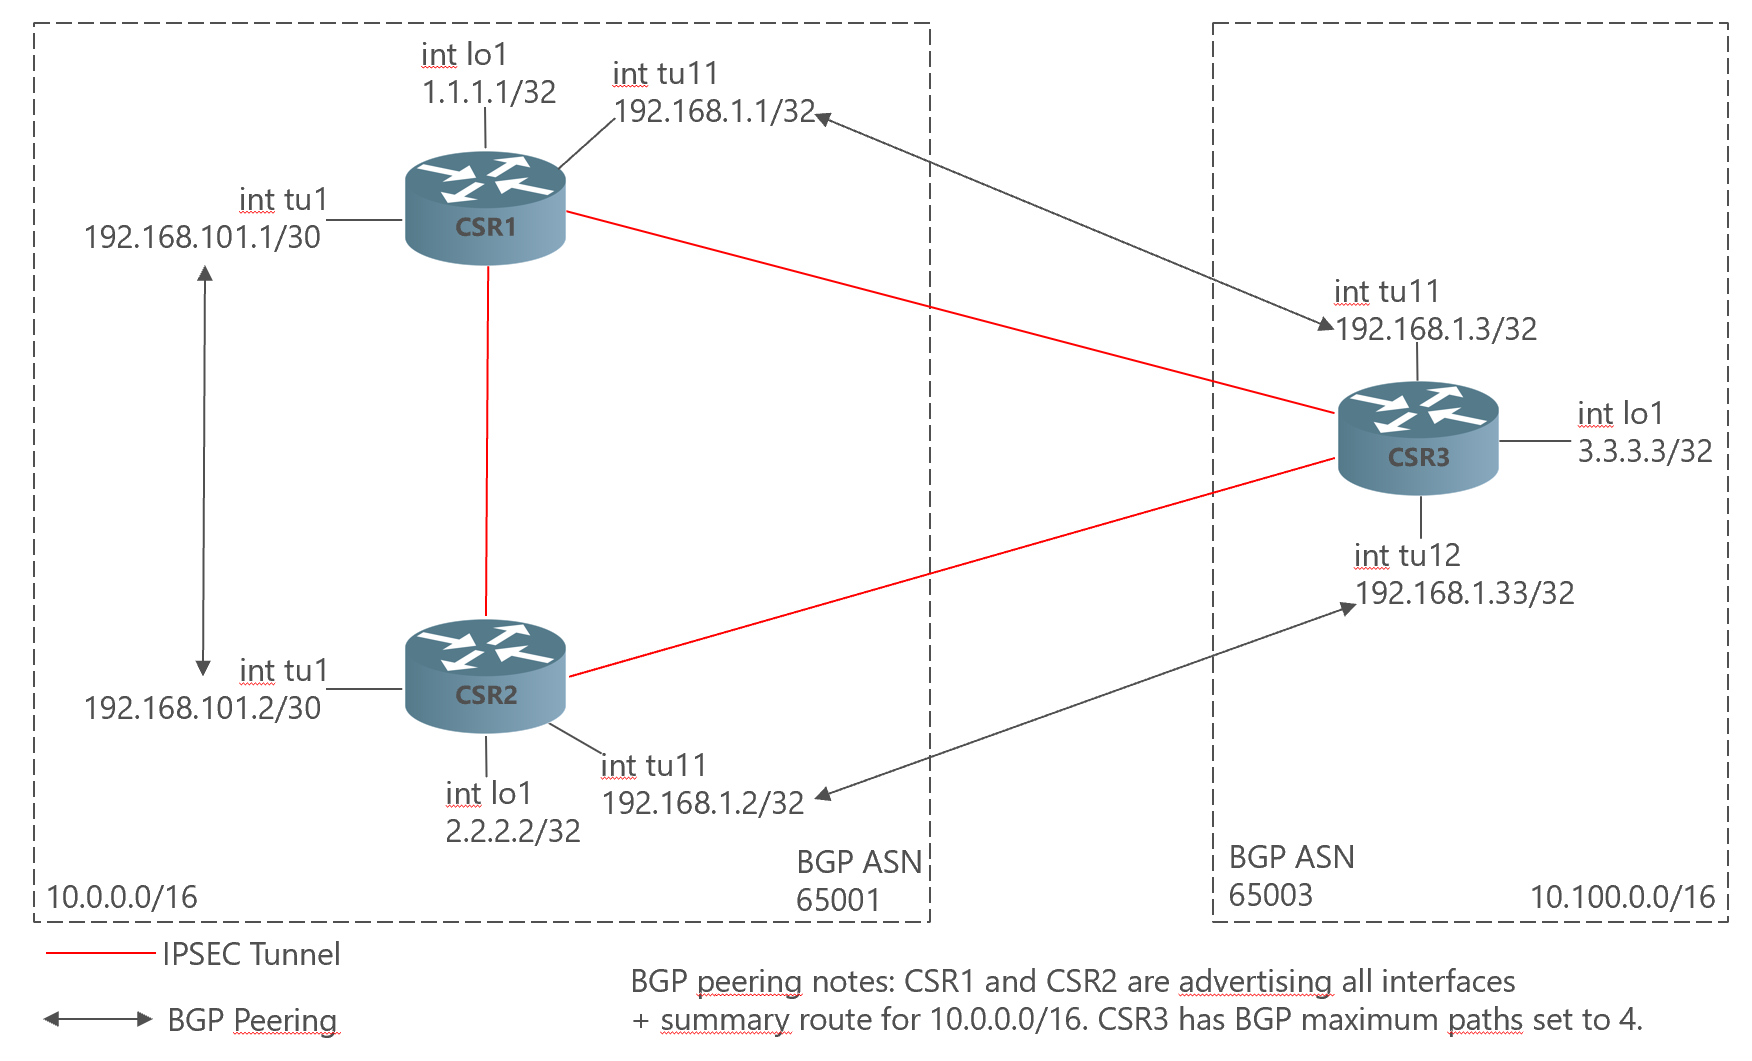 int lo1
1.1.1.1/32
int tu11
192.168.1.1/32
int tu1
192.168.101.1/30
CSR1
int tu11
192.168.1.3/32
int lo1
3.3.3.3/32
CSR3
int tu12
192.168.1.33/32
int tu1
192.168.101.2/30
CSR2
int tu11
192.168.1.2/32
int lo1
2.2.2.2/32
BGP ASN
65001
10.0.0.0/16
BGP ASN
65003
10.100.0.0/16
IPSEC Tunnel
BGP Peering
BGP peering notes: CSR1 and CSR2 are advertising all interfaces
+ summary route for 10.0.0.0/16. CSR3 has BGP maximum paths set to 4.